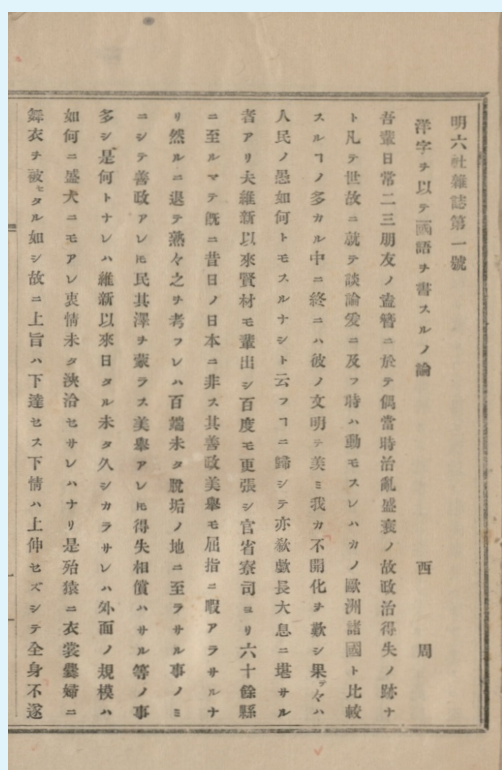 明六社雜誌第一號
洋字ヲ以テ國語ヲ書スルノ論　西　周
吾輩日常二三朋友ノ盍簪ニ於テ偶當時治亂盛衰ノ故政治得失ノ跡ナ
ト凡テ世故ニ就テ談論爰ニ及フ時ハ動モスレハカノ歐洲諸國ト比較
スルヿノ多カル中ニ終ニハ彼ノ文明ヲ羨ミ我カ不開化ヲ歎シ果々ハ
人民ノ愚如何トモスルナシト云フヿニ歸シテ亦歔欷長大息ニ堪サル
者アリ夫維新以來賢材モ輩出シ百度モ更張シ官省寮司ヨリ六十餘縣
ニ至ルマテ既ニ昔日ノ日本ニ非ス其善政美擧モ屈指ニ暇アラサルナ
リ然ルニ退テ熟々之ヲ考フレハ百端未タ脫垢ノ地ニ至ラサル事ノミ
ニシテ善政アレ𪜈民其澤ヲ蒙ラス美擧アレ𪜈得失相償ハサル等ノ事
多シ是何トナレハ維新以來日タル未タ久シカラサレハ外面ノ規模ハ
如何ニ盛大ニモアレ衷情未タ浹洽セサレハナリ是殆猿ニ衣裳爨婦ニ
舞衣ヲ被セタル如シ故ニ上旨ハ下達セス下情ハ上伸セズシテ全身不遂